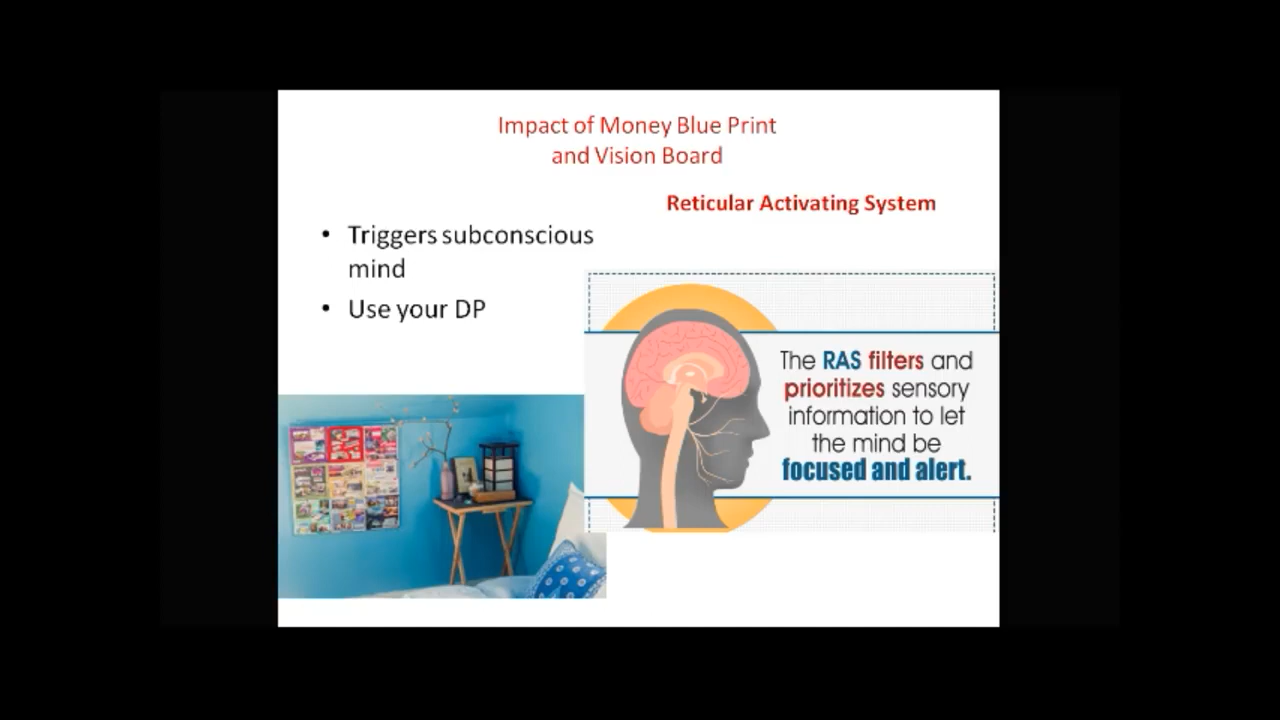 Impact of Money Blue Print
and Vision Board
Reticular Activating System
• Triggers subconscious
mind
• Use your DP
The RAS filters and
prioritizes sensory
information to let
the mind be
focused and alert.